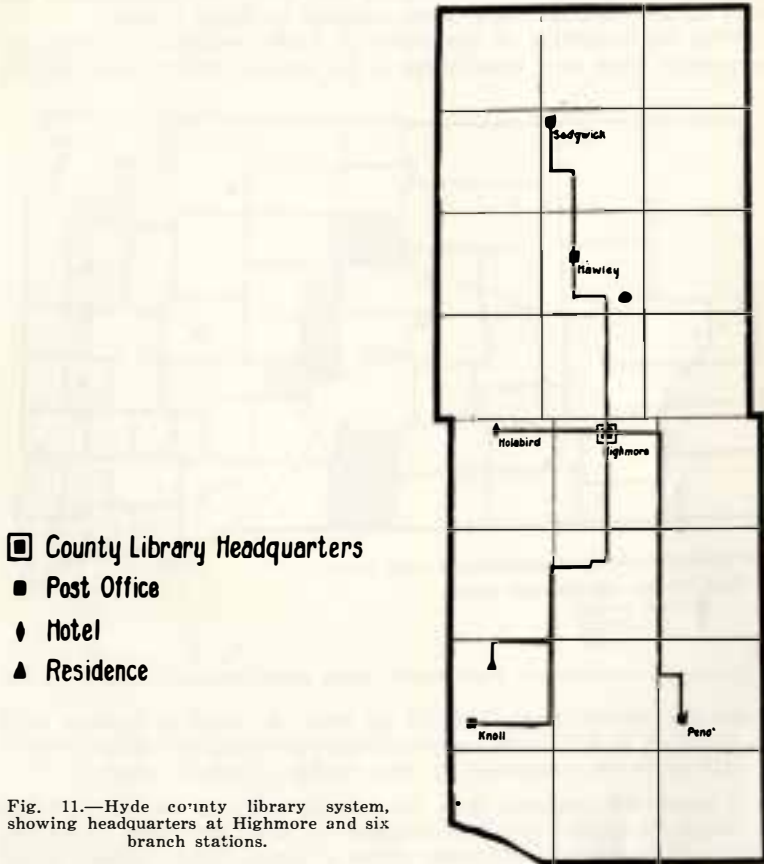 Sedgwick
Hawley
Holabird
Highmore
County Library Headquarters
Post Office
Hotel
Residence
Knoll
Peno
Fig. 11.—Hyde county library system,
showing headquarters at Highmore and six
branch stations.